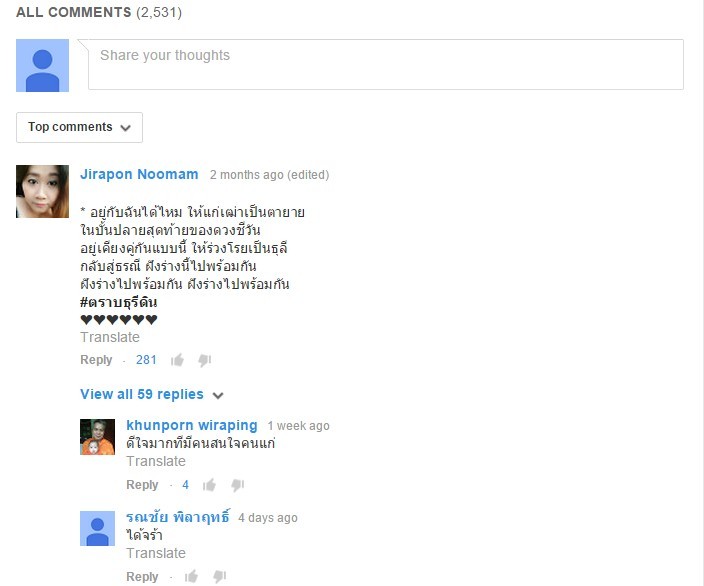 ALL COMMENTS (2,531)
Share your thoughts
Top comments
Jirapon Noomam 2 months ago (edited)
* อยู่กับฉันได้ไหม ให้แก่เฒ่าเป็นตายาย
ในบั้นปลายสุดท้ายของดวงชีวัน
อยู่เคียงคู่กันแบบนี้ ให้ร่วงโรยเป็นธุลี
กลับสู่ธรณี ฝังร่างนี้ไปพร้อมกัน
ฝังร่างไปพร้อมกัน ฝังร่างไปพร้อมกัน
#ตราบธุรีดิน
♥♥♥♥♥♥
Translate
Reply · 281
View all 59 replies
khunporn wiraping 1 week ago
ดีใจมากที่มีคนสนใจคนแก่
Translate
Reply · 4
รณชัย พิลาฤทธิ์ 4 days ago
ได้จร้า
Translate
Reply ·